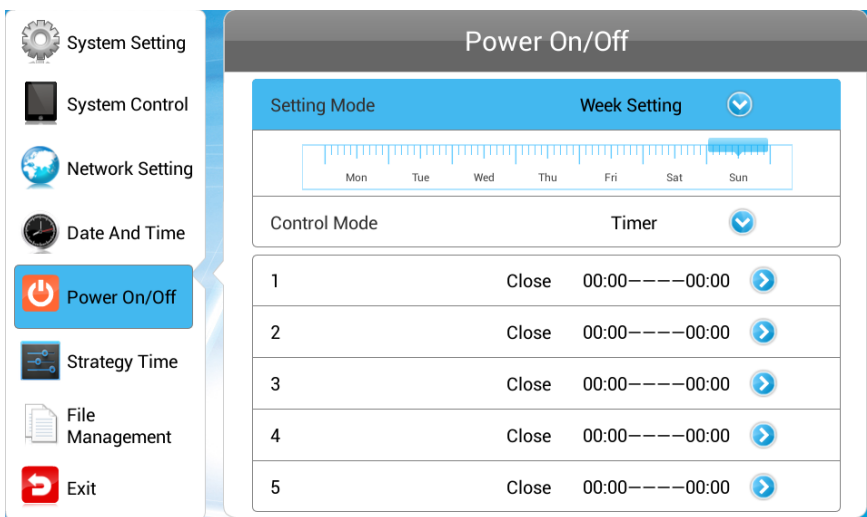 System Setting
System Control
Network Setting
Date And Time
Power On/Off
Strategy Time
File
Management
Exit
Power On/Off
Setting Mode Week Setting
Mon Tue Wed Thu Fri Sat Sun
Control Mode Timer
1 Close 00:00————00:00
2 Close 00:00————00:00
3 Close 00:00————00:00
4 Close 00:00————00:00
5 Close 00:00————00:00